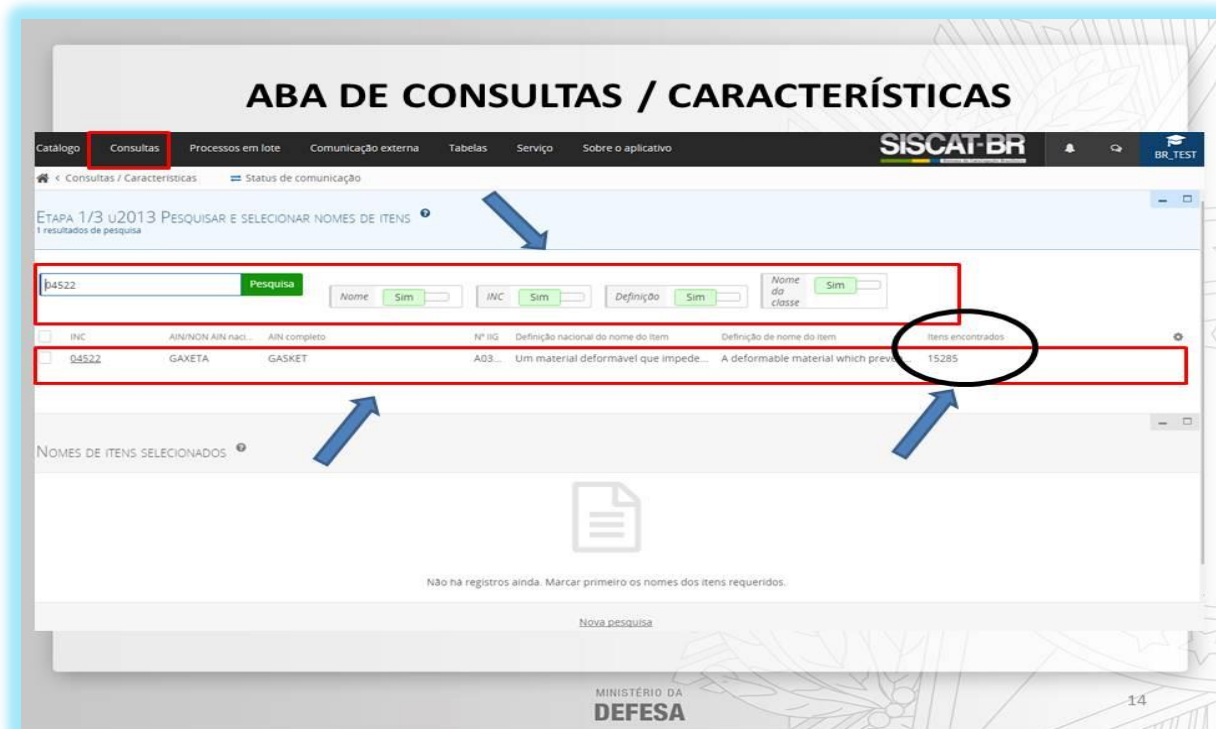 ABA DE CONSULTAS / CARACTERÍSTICAS
Catálogo Consultas Processos em lote Comunicação externa Tabelas Serviço Sobre o aplicativo SISCAT-BR BR_TEST
< Consultas / Características Status de comunicação
ETAPA 1/3 U2013 PESQUISAR E SELECIONAR NOMES DE ITENS
1 resultados de pesquisa
04522 Pesquisa Nome Sim INC Sim Definição Sim Nome da classe Sim
INC AIN/NON AIN naci... AIN completo Nº IIG Definição nacional do nome do item Definição de nome do item Itens encontrados
04522 GAXETA GASKET A03... Um material deformável que impede... A deformable material which preve... 15285
NOMES DE ITENS SELECIONADOS
Não há registros ainda. Marcar primeiro os nomes dos itens requeridos.
Nova pesquisa
MINISTÉRIO DA
DEFESA
14